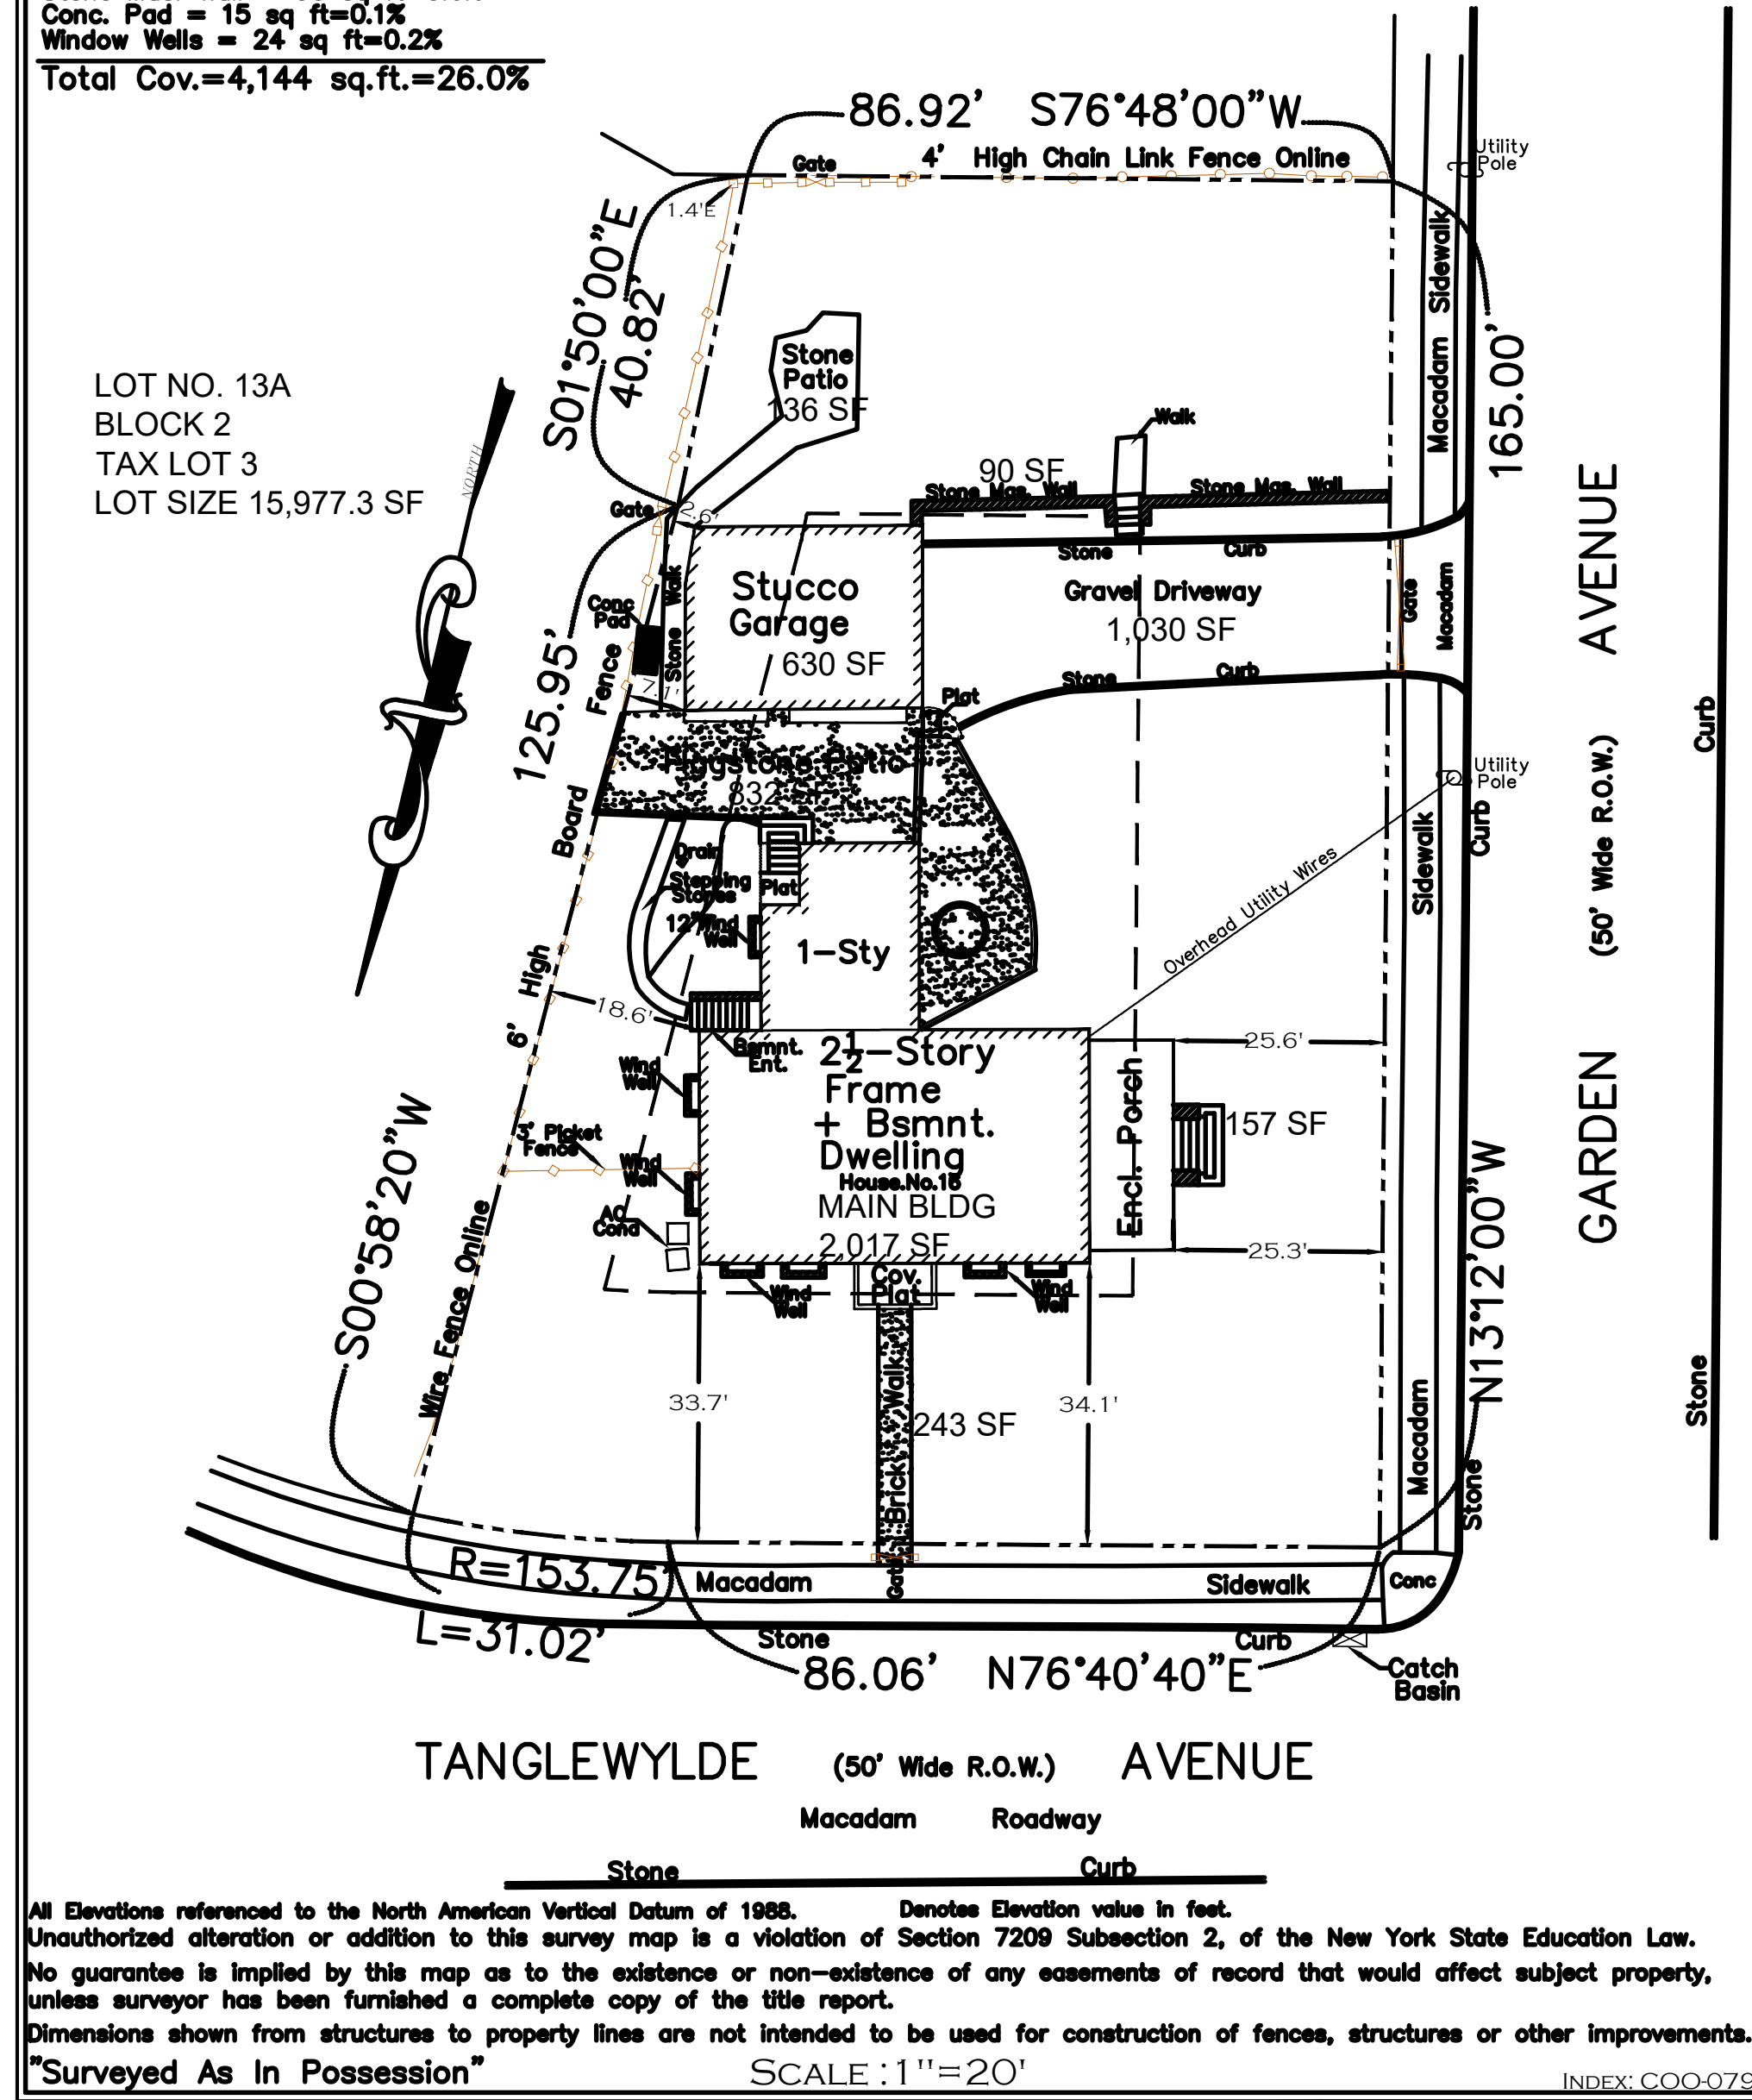 Conc. Pad = 15 sq ft=0.1%
Window Wells = 24 sq ft=0.2%
Total Cov.=4,144 sq.ft.=26.0%
86.92' S76°48'00"W
Gate
4' High Chain Link Fence Online
Utility
Pole
1.4'E
S01°50'00"E
40.82'
Macadam Sidewalk
165.00'
LOT NO. 13A
BLOCK 2
TAX LOT 3
LOT SIZE 15,977.3 SF
NORTH
Stone
Patio
136 SF
Walk
90 SF
Stone Mas. Wall
Stone Mas. Wall
Gate
2.6'
Stone Curb
Stucco
Garage
630 SF
Gravel Driveway
1,030 SF
Gate
Macadam
Conc
Pad
Stone Walk
7.1'
Stone Curb
Plat
125.95'
6' High Board Fence
Flagstone Patio
832 SF
Utility
Pole
Curb
Curb
GARDEN (50' Wide R.O.W.) AVENUE
Drain
Stepping
Stones
Plat
12" Wind
Well
1-Sty
Overhead Utility Wires
Macadam Sidewalk
18.6'
Bsmnt.
Ent.
2½-Story
Frame
+ Bsmnt.
Dwelling
House.No.15
MAIN BLDG
2,017 SF
Encl. Porch
25.6'
157 SF
25.3'
Wind
Well
3' Picket
Fence
Wind
Well
AC
Cond
S00°58'20"W
Wire Fence Online
Cov.
Plat
Wind
Well
Wind
Well
N13°12'00"W
33.7'
Brick Walk
243 SF
34.1'
Stone
Stone
Gate
R=153.75'
L=31.02'
Macadam Sidewalk
Conc
Stone Curb
86.06' N76°40'40"E
Catch
Basin
TANGLEWYLDE (50' Wide R.O.W.) AVENUE
Macadam Roadway
Stone Curb
All Elevations referenced to the North American Vertical Datum of 1988. Denotes Elevation value in feet.
Unauthorized alteration or addition to this survey map is a violation of Section 7209 Subsection 2, of the New York State Education Law.
No guarantee is implied by this map as to the existence or non-existence of any easements of record that would affect subject property,
unless surveyor has been furnished a complete copy of the title report.
Dimensions shown from structures to property lines are not intended to be used for construction of fences, structures or other improvements.
"Surveyed As In Possession" SCALE : 1"=20' INDEX: COO-079